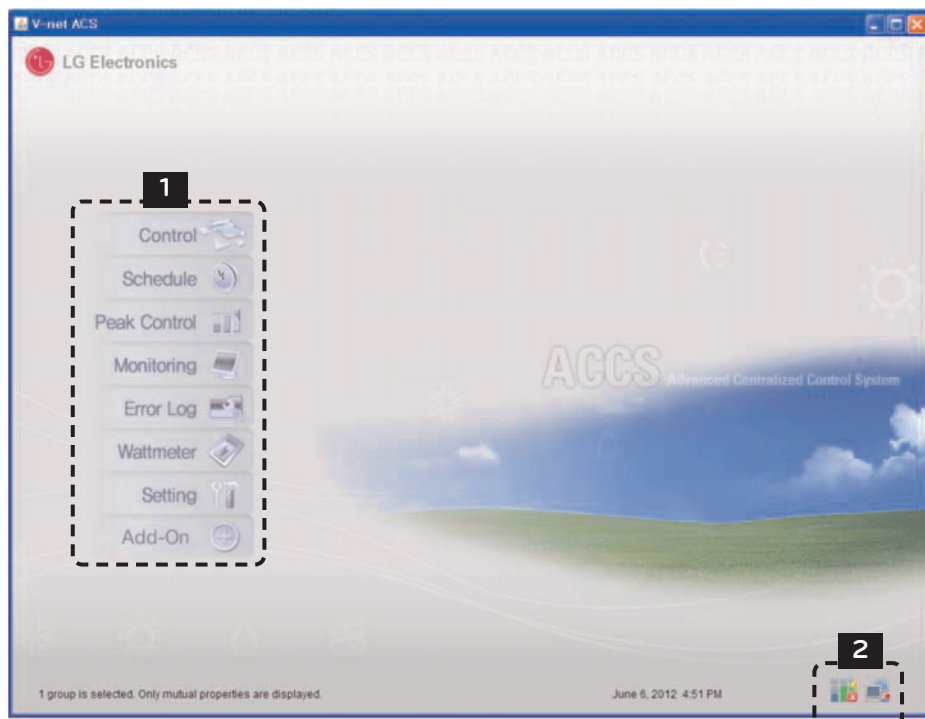 V-net ACS
LG Electronics
1
Control
Schedule
Peak Control
Monitoring
Error Log
Wattmeter
Setting
Add-On
ACCS Advanced Centralized Control System
2
1 group is selected. Only mutual properties are displayed.
June 6, 2012 4:51 PM